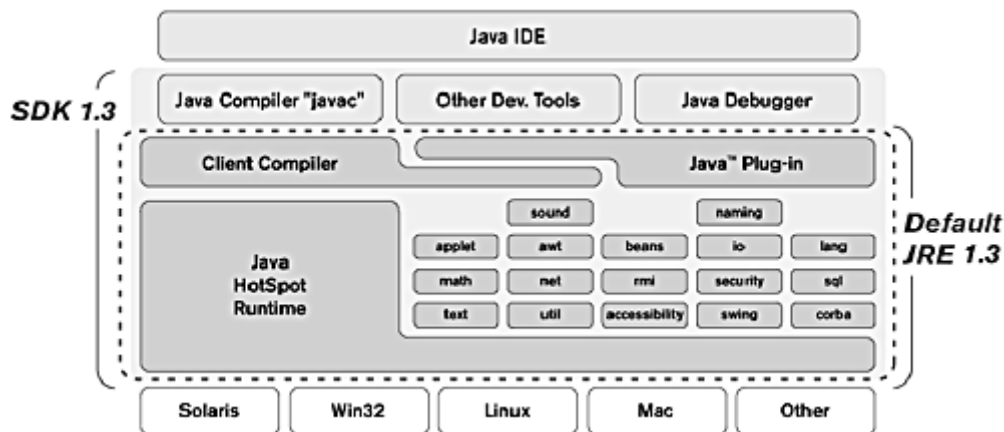 Java IDE
SDK 1.3
Java Compiler "javac"
Other Dev. Tools
Java Debugger
Client Compiler
Java™ Plug-in
Default
JRE 1.3
Java
HotSpot
Runtime
sound
naming
applet
awt
beans
io
lang
math
net
rmi
security
sql
text
util
accessibility
swing
corba
Solaris
Win32
Linux
Mac
Other